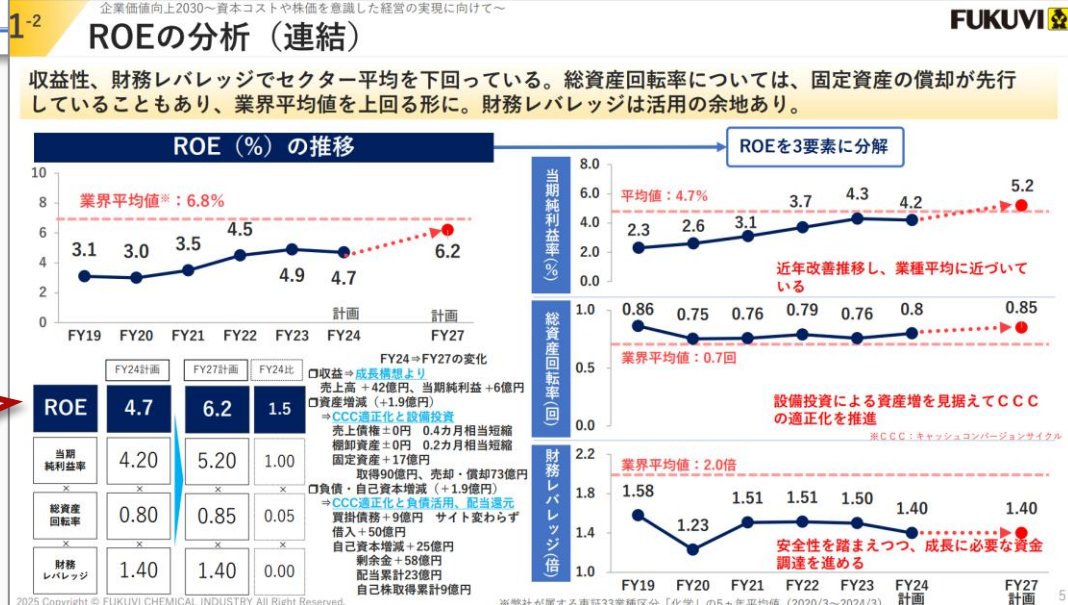 企業価値向上2030~資本コストや株価を意識した経営の実現に向けて~
1-2
ROEの分析（連結）
FUKUVI
収益性、財務レバレッジでセクター平均を下回っている。総資産回転率については、固定資産の償却が先行
していることもあり、業界平均値を上回る形に。財務レバレッジは活用の余地あり。
ROE（%）の推移
10
8
6
4
2
0
業界平均値※：6.8%
3.1
3.0
3.5
4.5
4.9
4.7
6.2
計画
計画
FY19
FY20
FY21
FY22
FY23
FY24
FY27
FY24計画
FY27計画
FY24比
ROE
4.7
6.2
1.5
当期
純利益率
4.20
5.20
1.00
×
×
×
総資産
回転率
0.80
0.85
0.05
×
×
×
財務
レバレッジ
1.40
1.40
0.00
FY24⇒FY27の変化
❒収益⇒成長構想より
売上高＋42億円、当期純利益＋6億円
❒資産増減（+1.9億円）
⇒CCC適正化と設備投資
売上債権±0円　0.4カ月相当短縮
棚卸資産±0円　0.2カ月相当短縮
固定資産＋17億円
取得90億円、売却・償却73億円
❒負債・自己資本増減（+1.9億円）
⇒CCC適正化と負債活用、配当還元
買掛債務＋9億円　サイト変わらず
借入＋50億円
自己資本増減＋25億円
剰余金＋58億円
配当累計23億円
自己株取得累計9億円
ROEを3要素に分解
当期純利益率(%)
8.0
6.0
4.0
2.0
0.0
平均値：4.7%
2.3
2.6
3.1
3.7
4.3
4.2
5.2
近年改善推移し、業種平均に近づいて
いる
総資産回転率(回)
1.0
0.5
0.0
0.86
0.75
0.76
0.79
0.76
0.8
0.85
業界平均値：0.7回
設備投資による資産増を見据えてＣＣＣ
の適正化を推進
※ＣＣＣ：キャッシュコンバージョンサイクル
財務レバレッジ(倍)
2.2
1.8
1.4
1.0
業界平均値：2.0倍
1.58
1.23
1.51
1.51
1.50
1.40
1.40
安全性を踏まえつつ、成長に必要な資金
調達を進める
FY19
FY20
FY21
FY22
FY23
FY24
計画
FY27
計画
2025 Copyright © FUKUVI CHEMICAL INDUSTRY All Right Reserved.
※弊社が属する東証33業種区分「化学」の5ヵ年平均値（2020/3~2024/3）
5